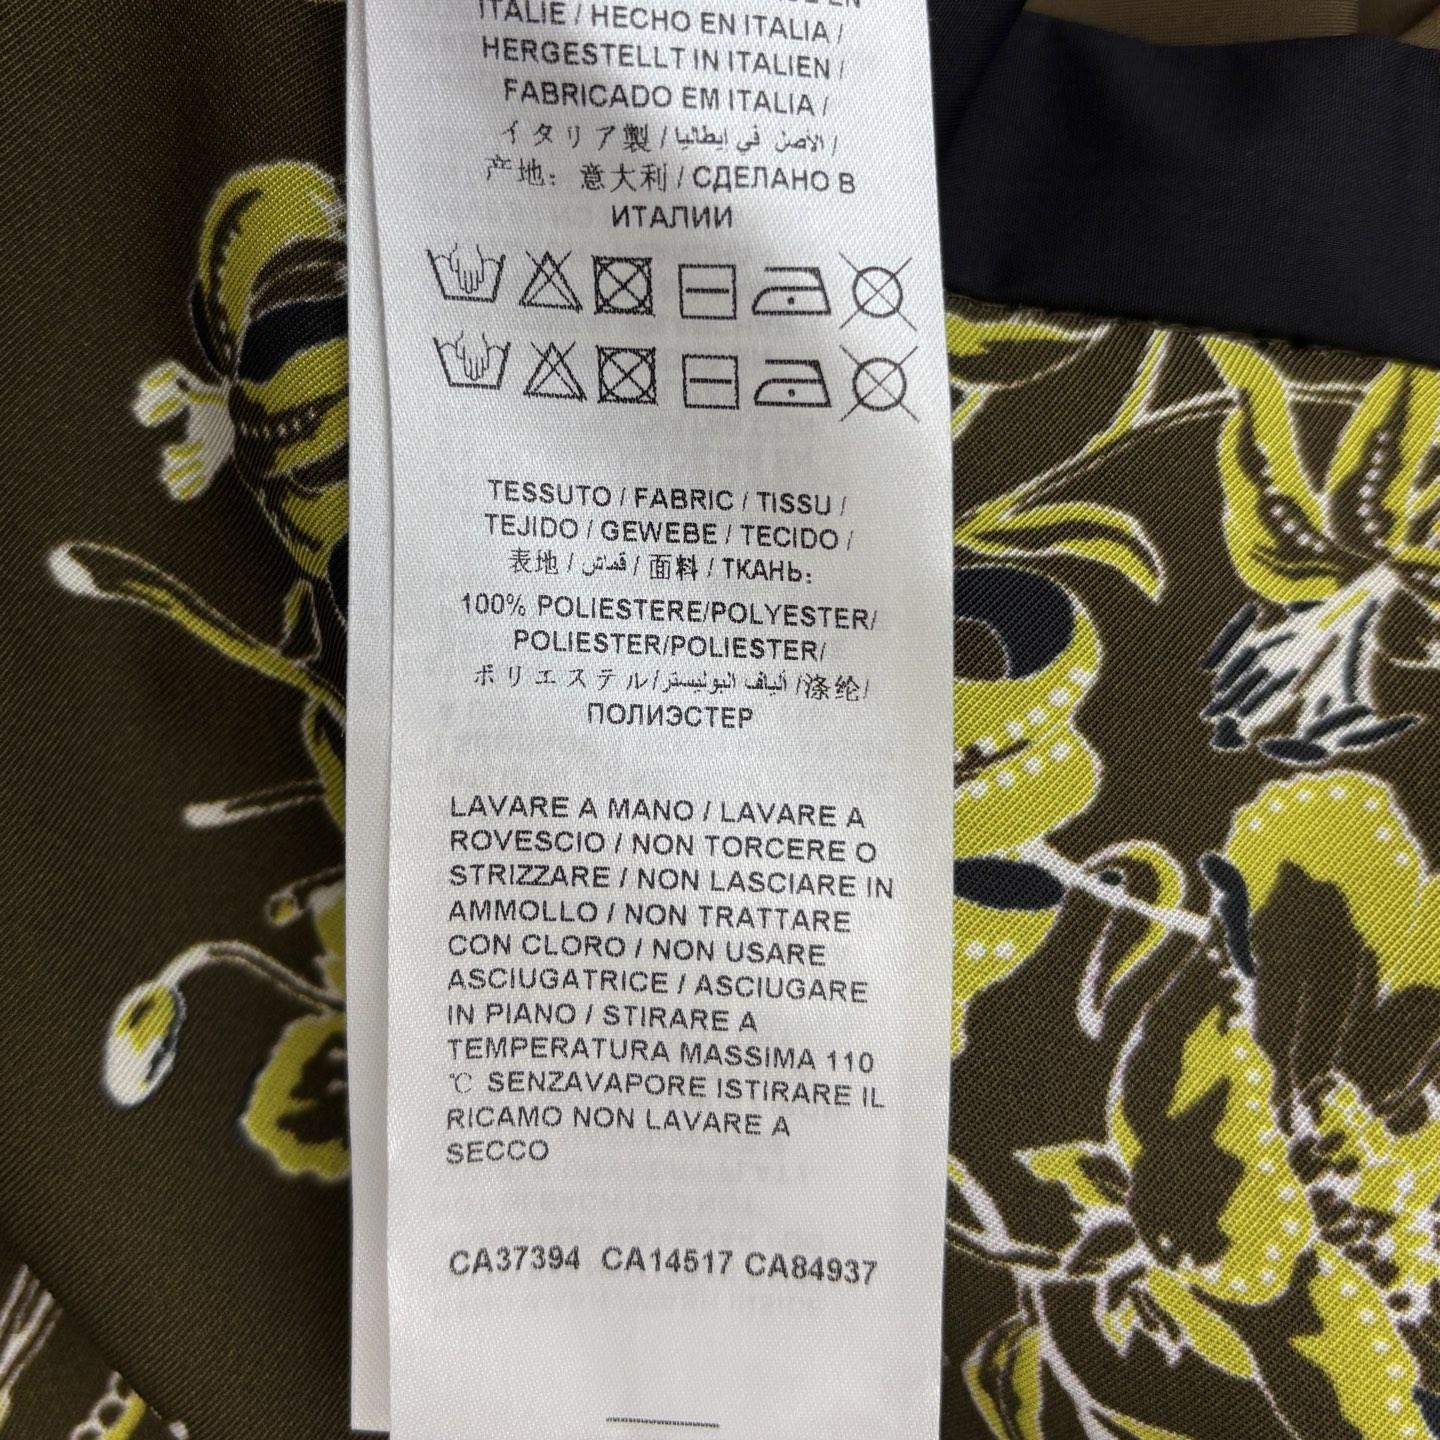 ITALIE / HECHO EN ITALIA /
HERGESTELLT IN ITALIEN /
FABRICADO EM ITALIA /
イタリア製 / الأصل في إيطاليا /
产地：意大利 / СДЕЛАНО В
ИТАЛИИ
TESSUTO / FABRIC / TISSU /
TEJIDO / GEWEBE / TECIDO /
表地 / قماش / 面料 / ТКАНЬ:
100% POLIESTERE/POLYESTER/
POLIESTER/POLIESTER/
ポリエステル/ألياف البوليستر/涤纶/
ПОЛИЭСТЕР
LAVARE A MANO / LAVARE A
ROVESCIO / NON TORCERE O
STRIZZARE / NON LASCIARE IN
AMMOLLO / NON TRATTARE
CON CLORO / NON USARE
ASCIUGATRICE / ASCIUGARE
IN PIANO / STIRARE A
TEMPERATURA MASSIMA 110
℃ SENZAVAPORE ISTIRARE IL
RICAMO NON LAVARE A
SECCO
CA37394 CA14517 CA84937